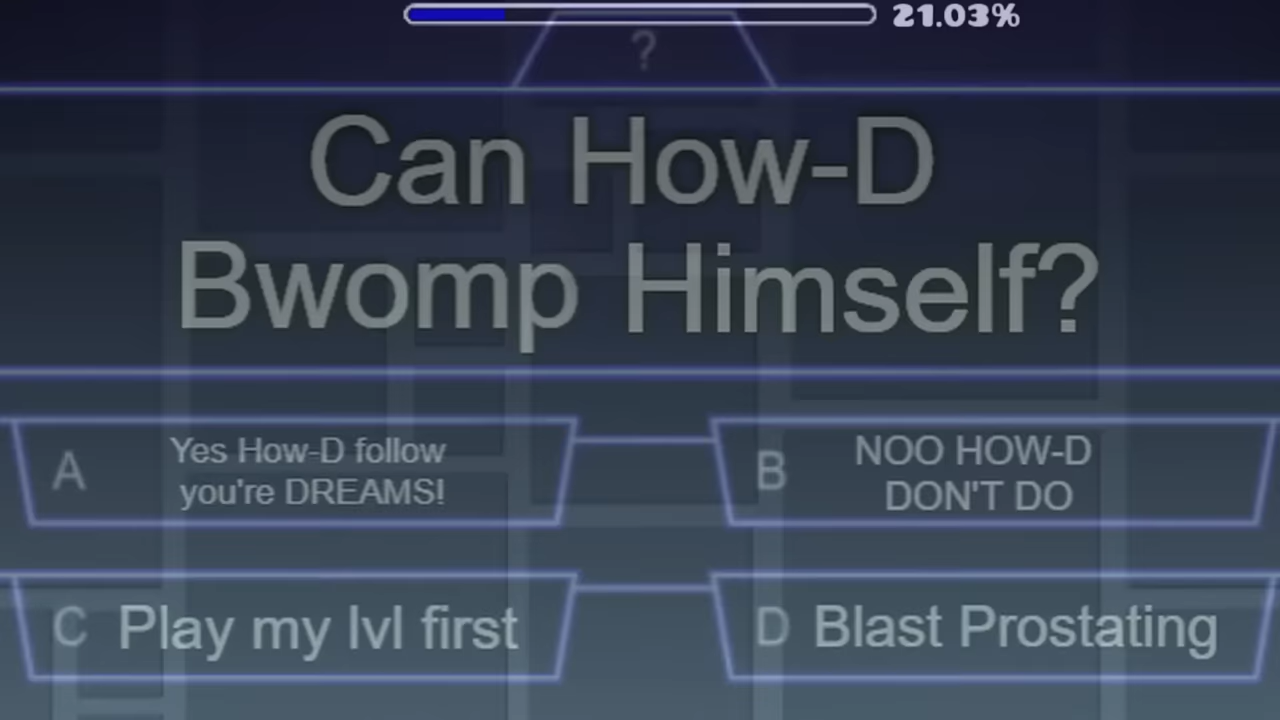 21.03%
?
Can How-D
Bwomp Himself?
A
Yes How-D follow
you're DREAMS!
B
NOO HOW-D
DON'T DO
C Play my lvl first
D Blast Prostating